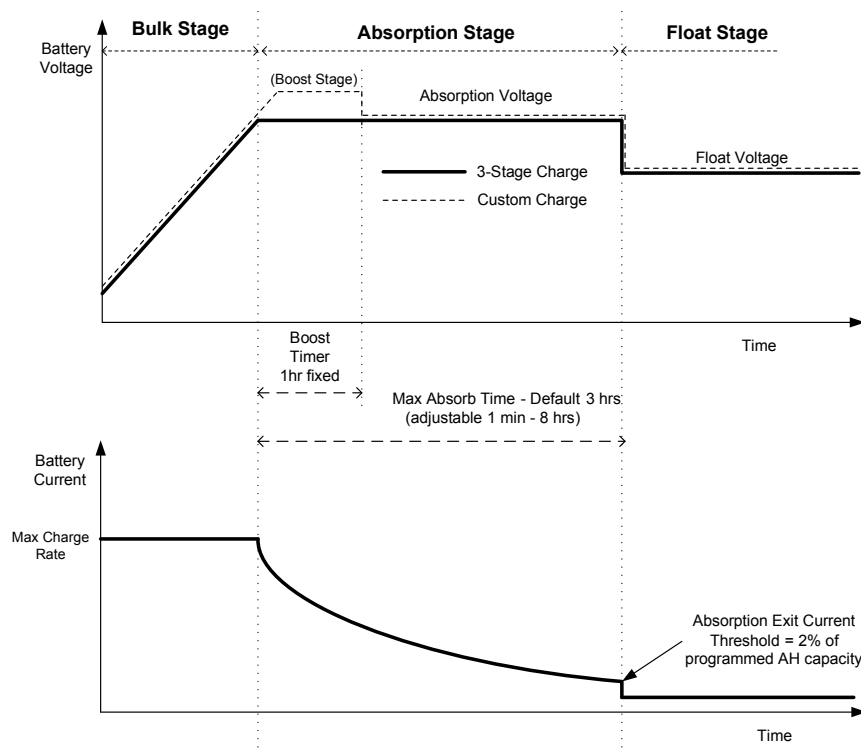 Bulk Stage
Absorption Stage
Float Stage
Battery
Voltage
(Boost Stage)
Absorption Voltage
Float Voltage
3-Stage Charge
Custom Charge
Time
Boost
Timer
1hr fixed
Max Absorb Time - Default 3 hrs
(adjustable 1 min - 8 hrs)
Battery
Current
Max Charge
Rate
Absorption Exit Current
Threshold = 2% of
programmed AH capacity
Time